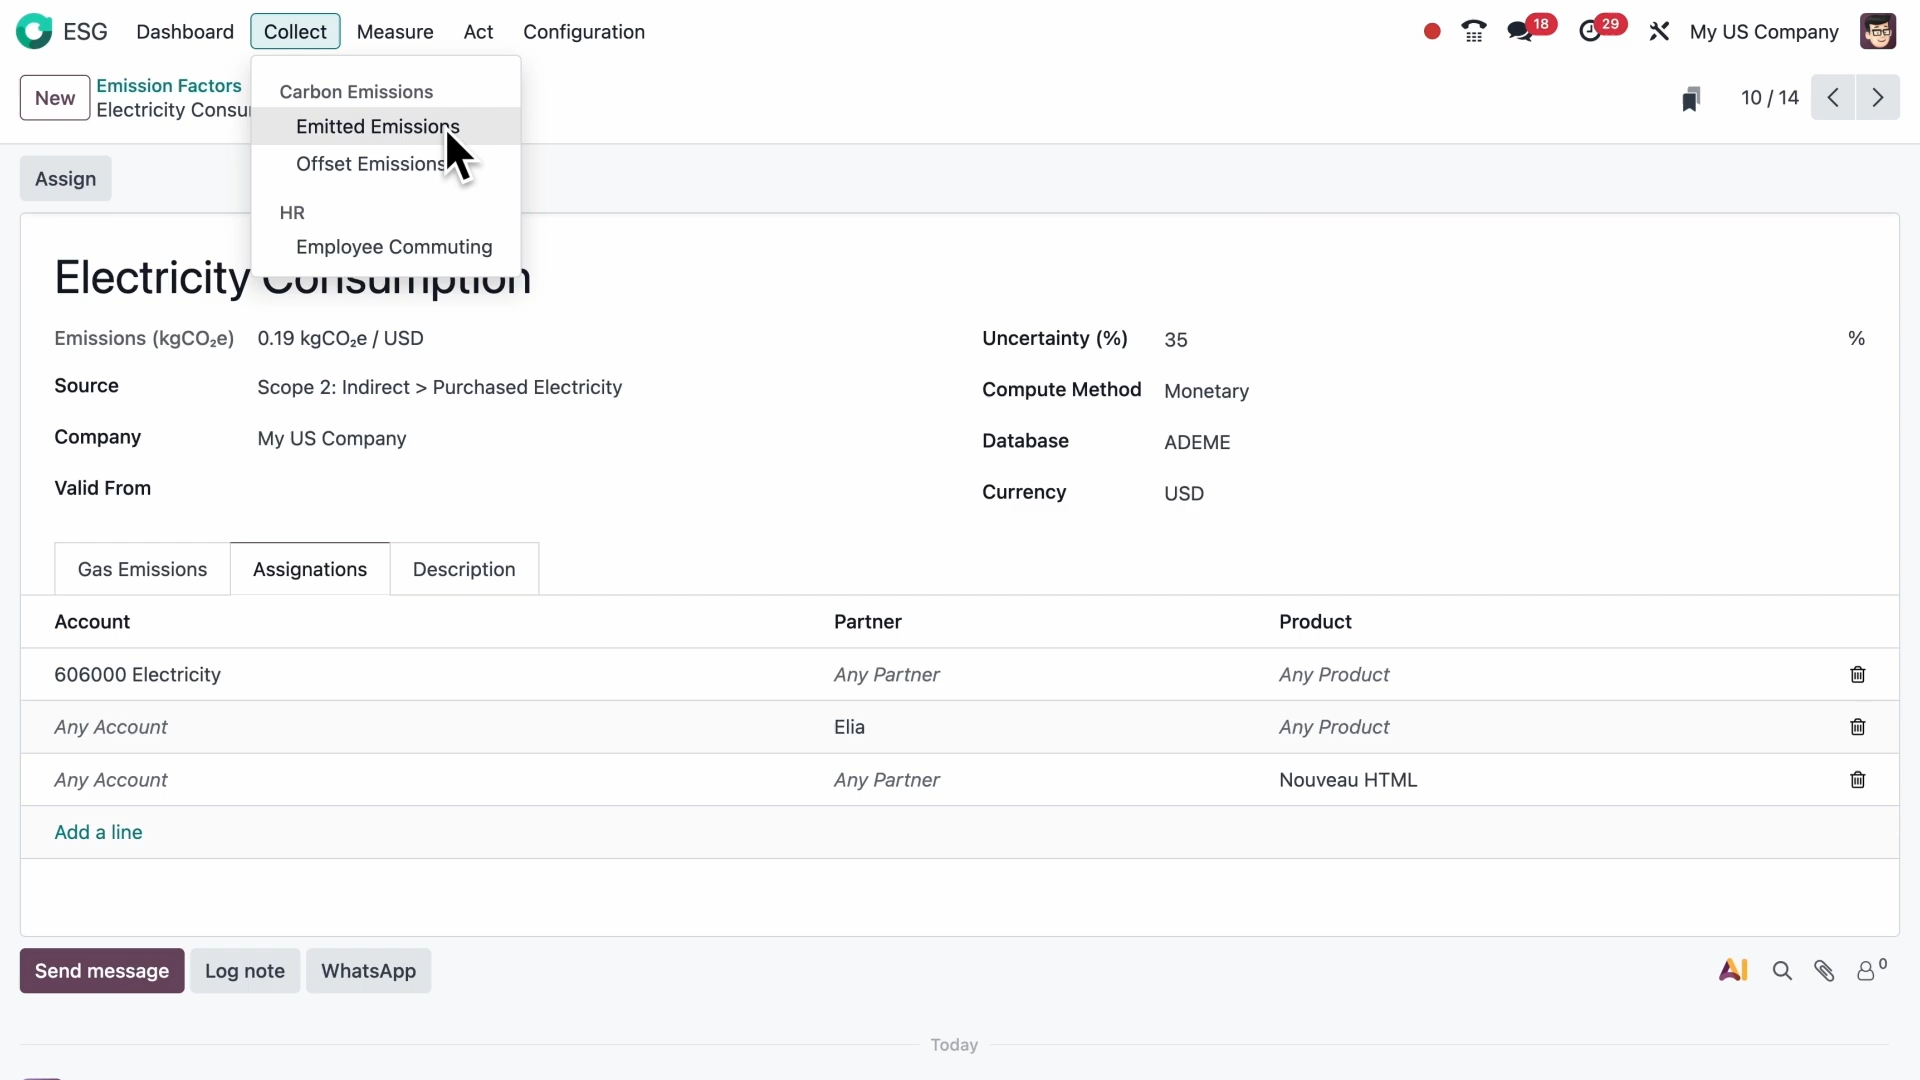 ESG
Dashboard
Collect
Measure
Act
Configuration
18
29
My US Company
New
Emission Factors
Electricity Consu
10 / 14
Carbon Emissions
Emitted Emissions
Offset Emissions
HR
Employee Commuting
Assign
Electricity Consumption
Emissions (kgCO₂e) 0.19 kgCO₂e / USD
Source Scope 2: Indirect > Purchased Electricity
Company My US Company
Valid From
Uncertainty (%) 35 %
Compute Method Monetary
Database ADEME
Currency USD
Gas Emissions
Assignations
Description
Account Partner Product
606000 Electricity Any Partner Any Product
Any Account Elia Any Product
Any Account Any Partner Nouveau HTML
Add a line
Send message
Log note
WhatsApp
AI
0
Today